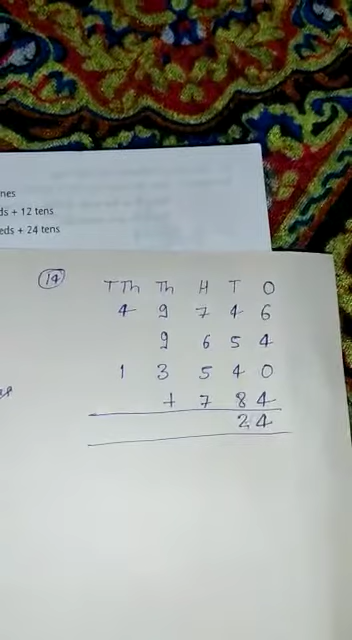 nes
ds + 12 tens
eds + 24 tens
14
TTh Th H T O
4 9 7 4 6
9 6 5 4
1 3 5 4 0
+ 7 8 4
2 4